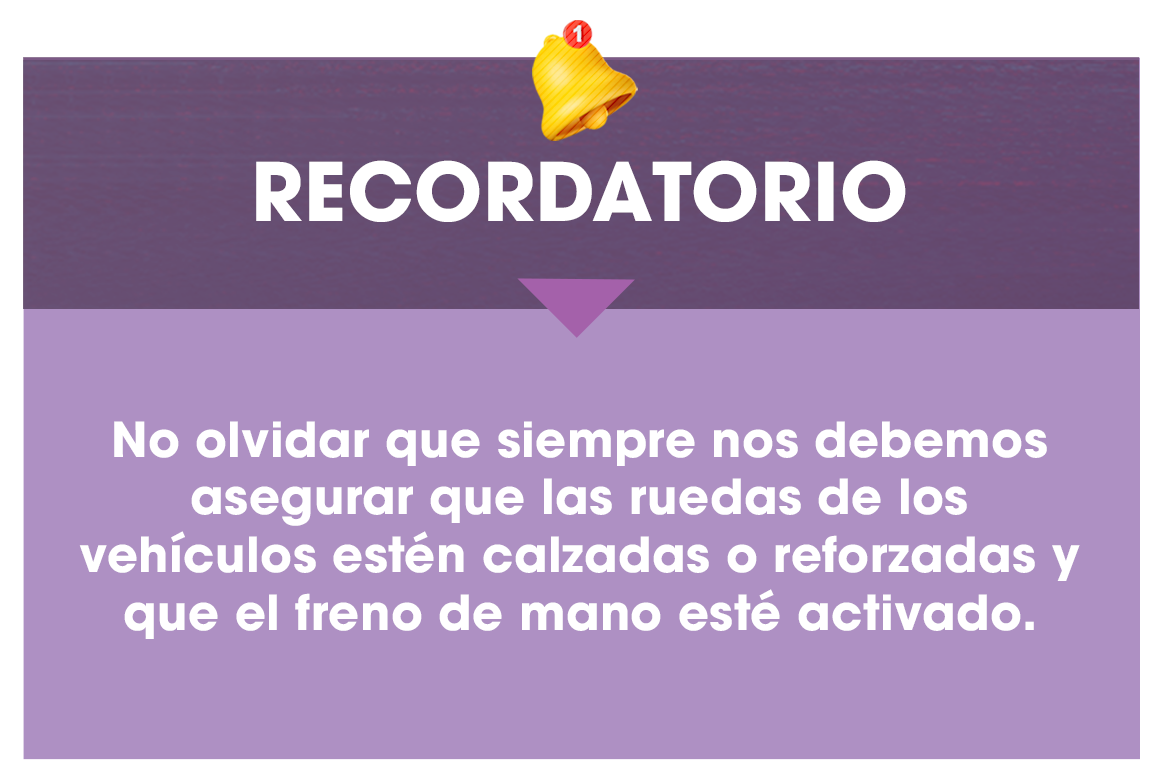 1
RECORDATORIO
No olvidar que siempre nos debemos
asegurar que las ruedas de los
vehículos estén calzadas o reforzadas y
que el freno de mano esté activado.